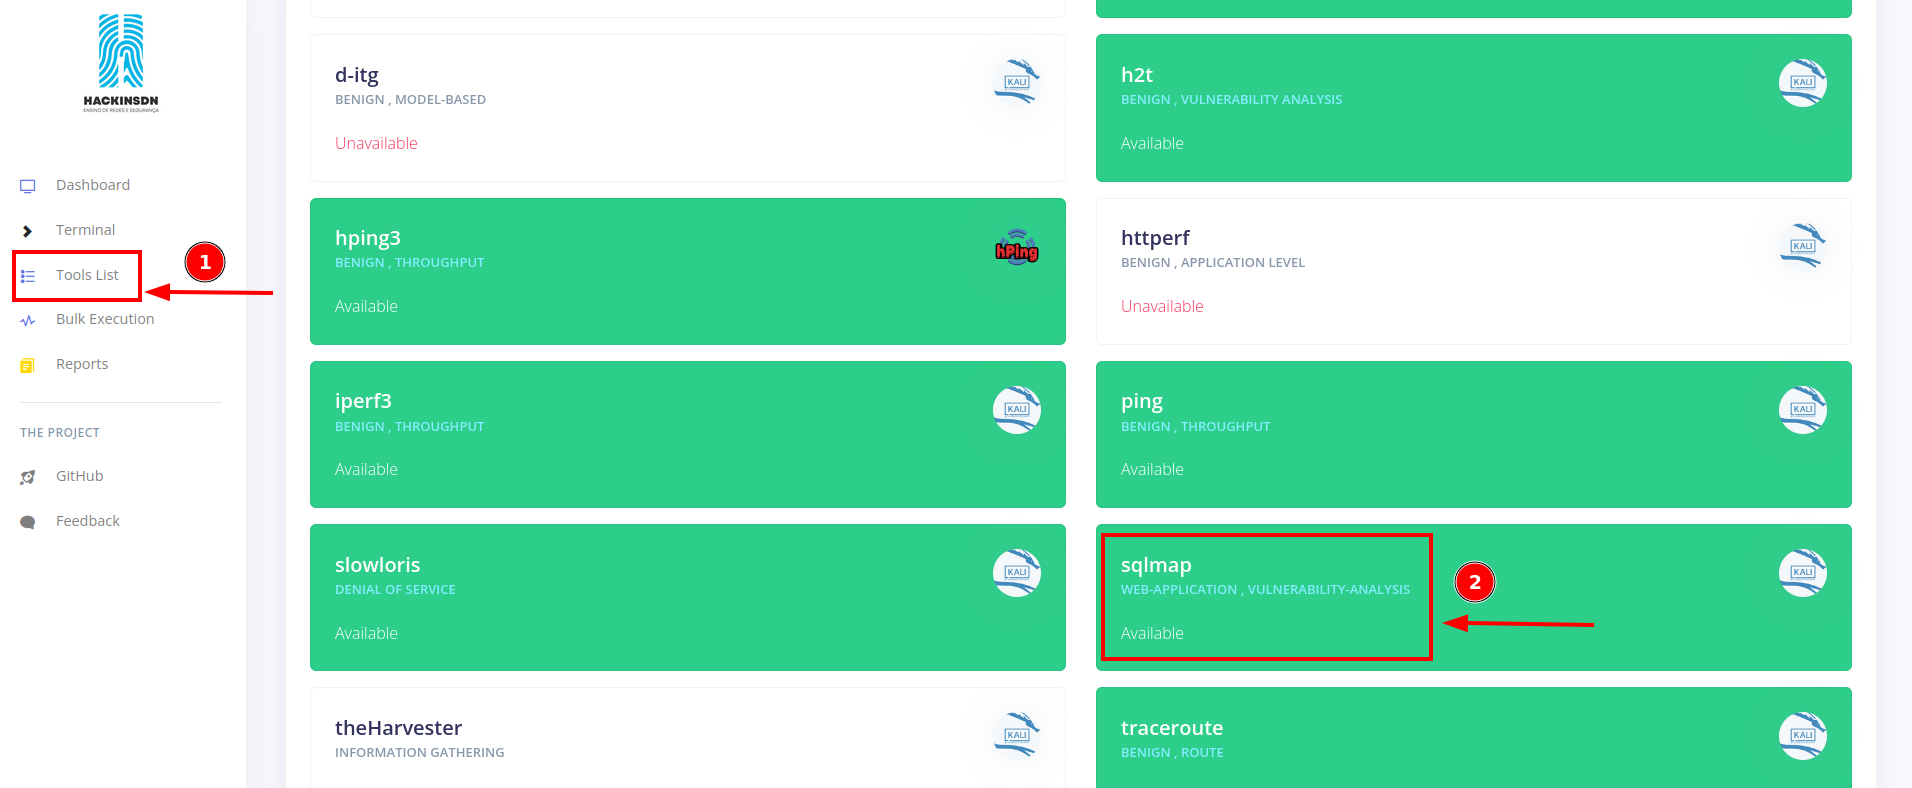 HACKINSDN
ENSINO DE REDES E SEGURANÇA
Dashboard
Terminal
Tools List
1
Bulk Execution
Reports
THE PROJECT
GitHub
Feedback
d-itg
BENIGN , MODEL-BASED
Unavailable
KALI
h2t
BENIGN , VULNERABILITY ANALYSIS
Available
KALI
hping3
BENIGN , THROUGHPUT
Available
hPing
httperf
BENIGN , APPLICATION LEVEL
Unavailable
KALI
iperf3
BENIGN , THROUGHPUT
Available
KALI
ping
BENIGN , THROUGHPUT
Available
KALI
slowloris
DENIAL OF SERVICE
Available
KALI
sqlmap
WEB-APPLICATION , VULNERABILITY-ANALYSIS
Available
2
KALI
theHarvester
INFORMATION GATHERING
KALI
traceroute
BENIGN , ROUTE
KALI